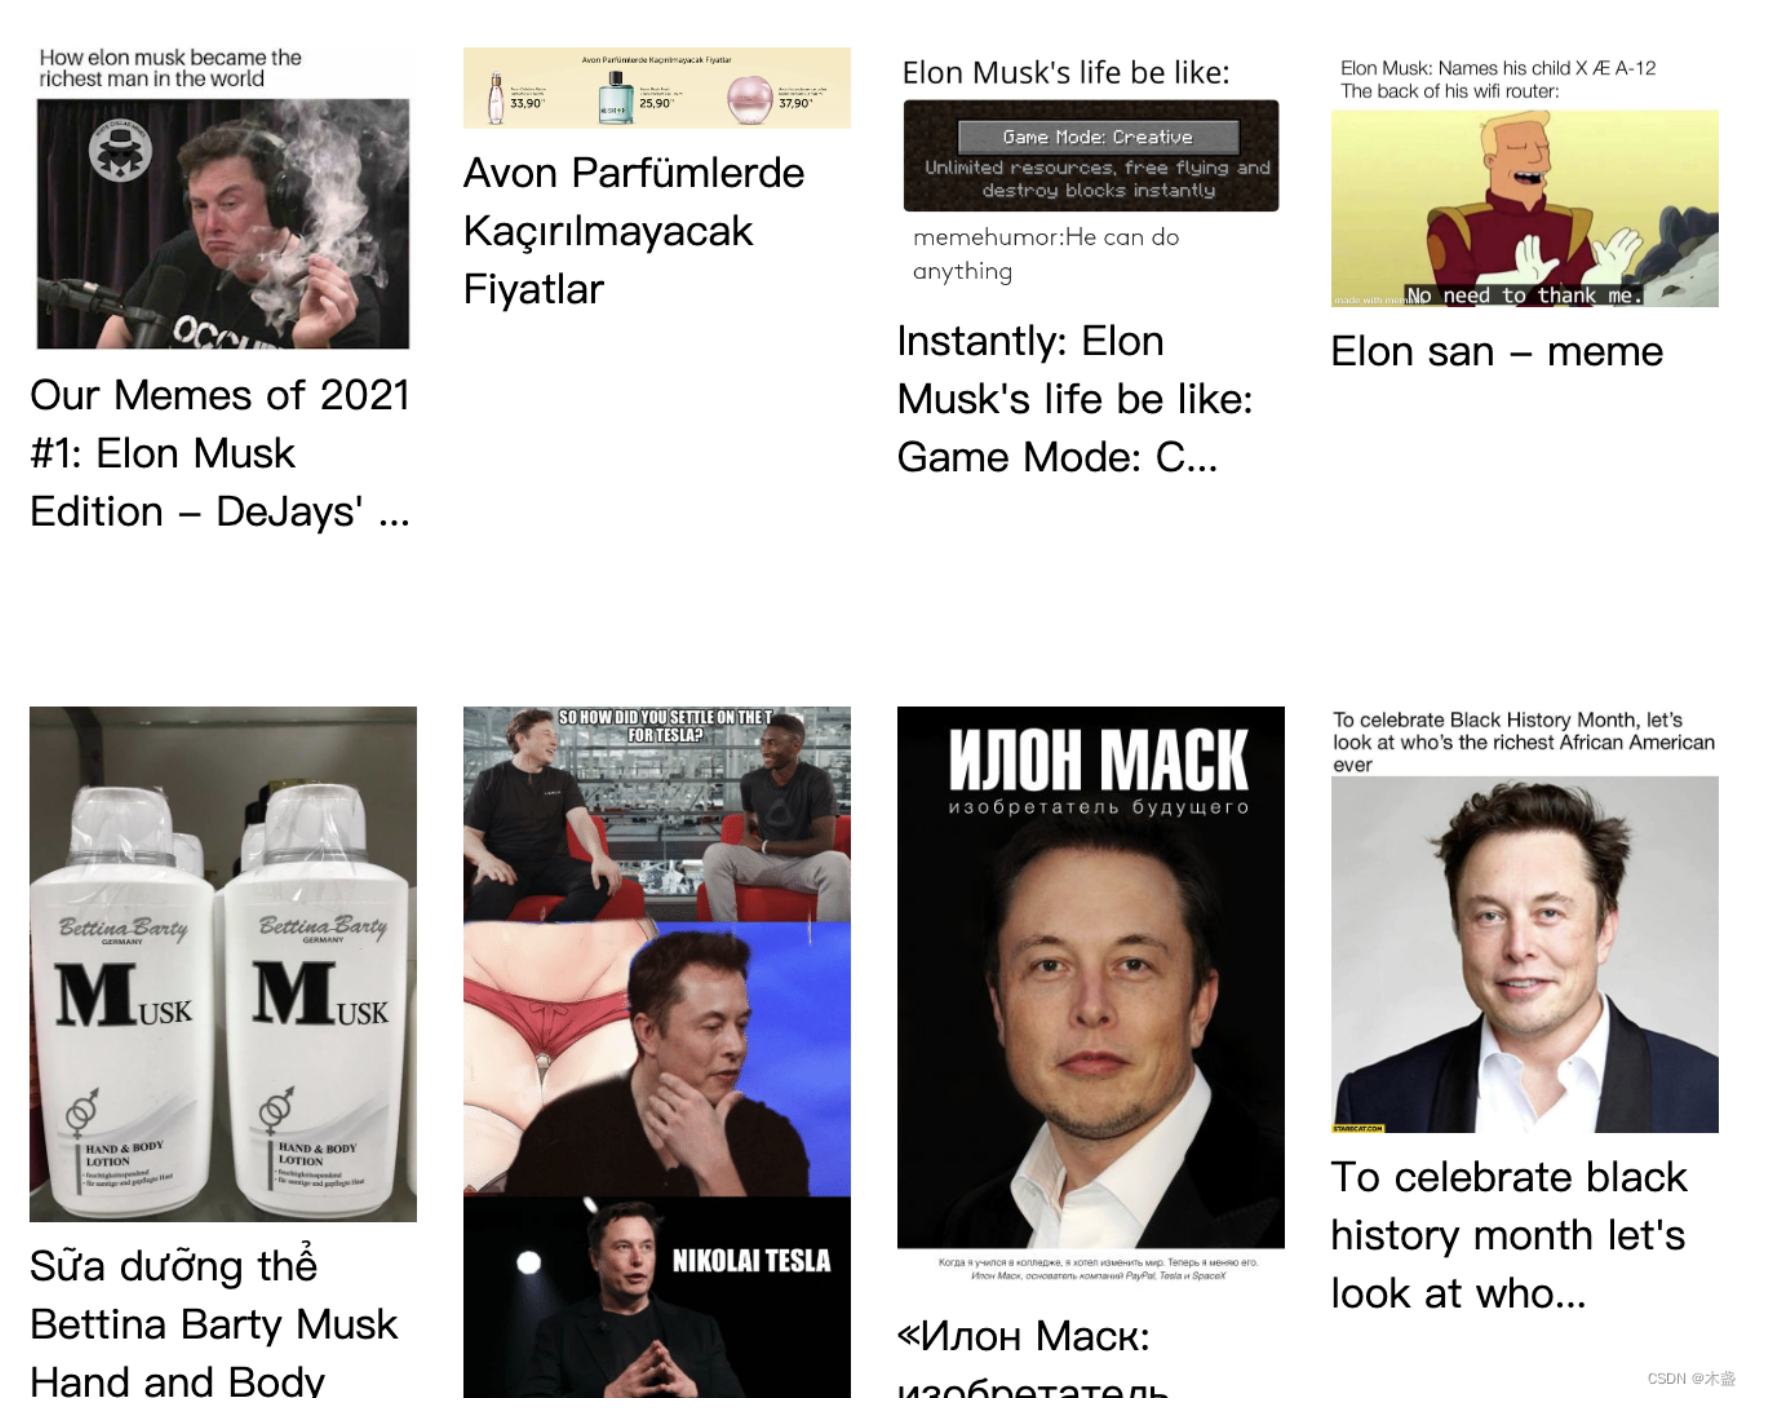 How elon musk became the
richest man in the world
OCCUP
Our Memes of 2021
#1: Elon Musk
Edition – DeJays' ...
Avon Parfümlerde Kaçırılmayacak Fiyatlar
33,90
25,90
37,90
Avon Parfümlerde
Kaçırılmayacak
Fiyatlar
Elon Musk's life be like:
Game Mode: Creative
Unlimited resources, free flying and
destroy blocks instantly
memehumor:He can do
anything
Instantly: Elon
Musk's life be like:
Game Mode: C...
Elon Musk: Names his child X Æ A-12
The back of his wifi router:
made with mem
No need to thank me.
Elon san – meme
Bettina Barty
GERMANY
MUSK
HAND & BODY
LOTION
Bettina Barty
GERMANY
MUSK
HAND & BODY
LOTION
Sữa dưỡng thể
Bettina Barty Musk
Hand and Body
SO HOW DID YOU SETTLE ON THE T
FOR TESLA?
NIKOLAI TESLA
ИЛОН МАСК
изобретатель будущего
Когда я учился в колледже, я хотел изменить мир. Теперь я меняю его.
Илон Маск, основатель компаний PayPal, Tesla и SpaceX
«Илон Маск:
изобретатель
To celebrate Black History Month, let's
look at who's the richest African American
ever
STARECAT.COM
To celebrate black
history month let's
look at who...
CSDN @木盏